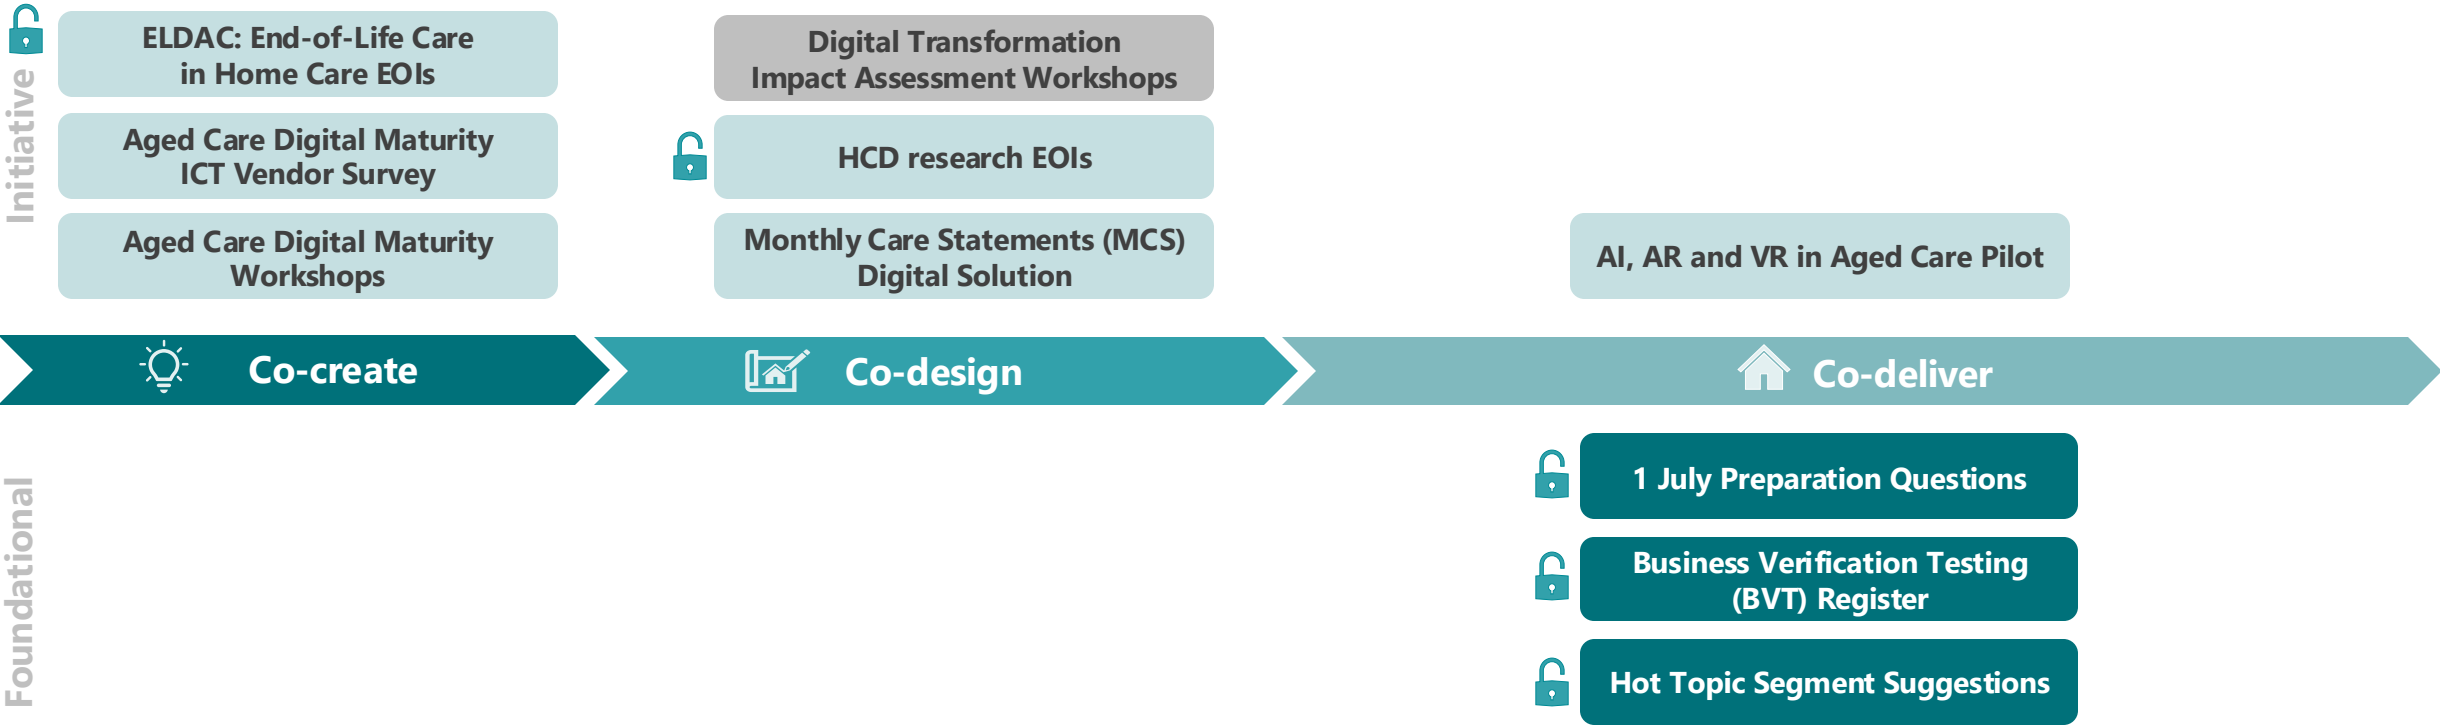 Initiative
ELDAC: End-of-Life Care
in Home Care EOIs
Aged Care Digital Maturity
ICT Vendor Survey
Aged Care Digital Maturity
Workshops
Digital Transformation
Impact Assessment Workshops
HCD research EOIs
Monthly Care Statements (MCS)
Digital Solution
AI, AR and VR in Aged Care Pilot
Co-create
Co-design
Co-deliver
Foundational
1 July Preparation Questions
Business Verification Testing
(BVT) Register
Hot Topic Segment Suggestions